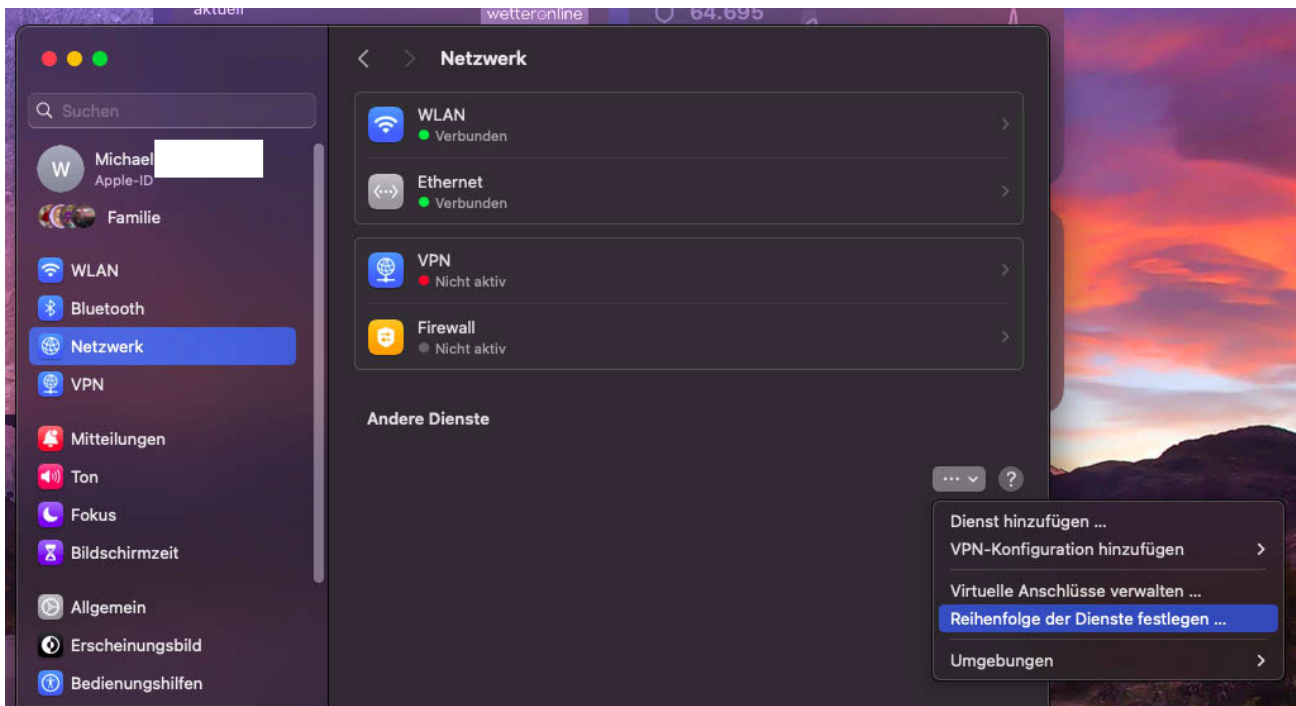 aktuell
wetteronline
64.695
Netzwerk
Suchen
W
Michael
Apple-ID
Familie
WLAN
Bluetooth
Netzwerk
VPN
Mitteilungen
Ton
Fokus
Bildschirmzeit
Allgemein
Erscheinungsbild
Bedienungshilfen
WLAN
Verbunden
Ethernet
Verbunden
VPN
Nicht aktiv
Firewall
Nicht aktiv
Andere Dienste
?
Dienst hinzufügen ...
VPN-Konfiguration hinzufügen
Virtuelle Anschlüsse verwalten ...
Reihenfolge der Dienste festlegen ...
Umgebungen